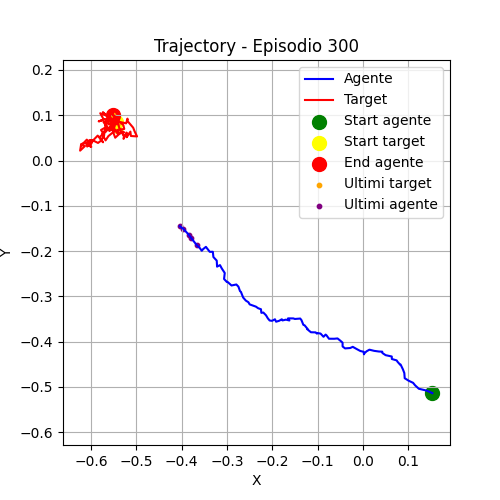 Trajectory - Episodio 300
0.2
0.1
0.0
−0.1
−0.2
−0.3
−0.4
−0.5
−0.6
Y
Agente
Target
Start agente
Start target
End agente
Ultimi target
Ultimi agente
−0.6 −0.5 −0.4 −0.3 −0.2 −0.1 0.0 0.1
X